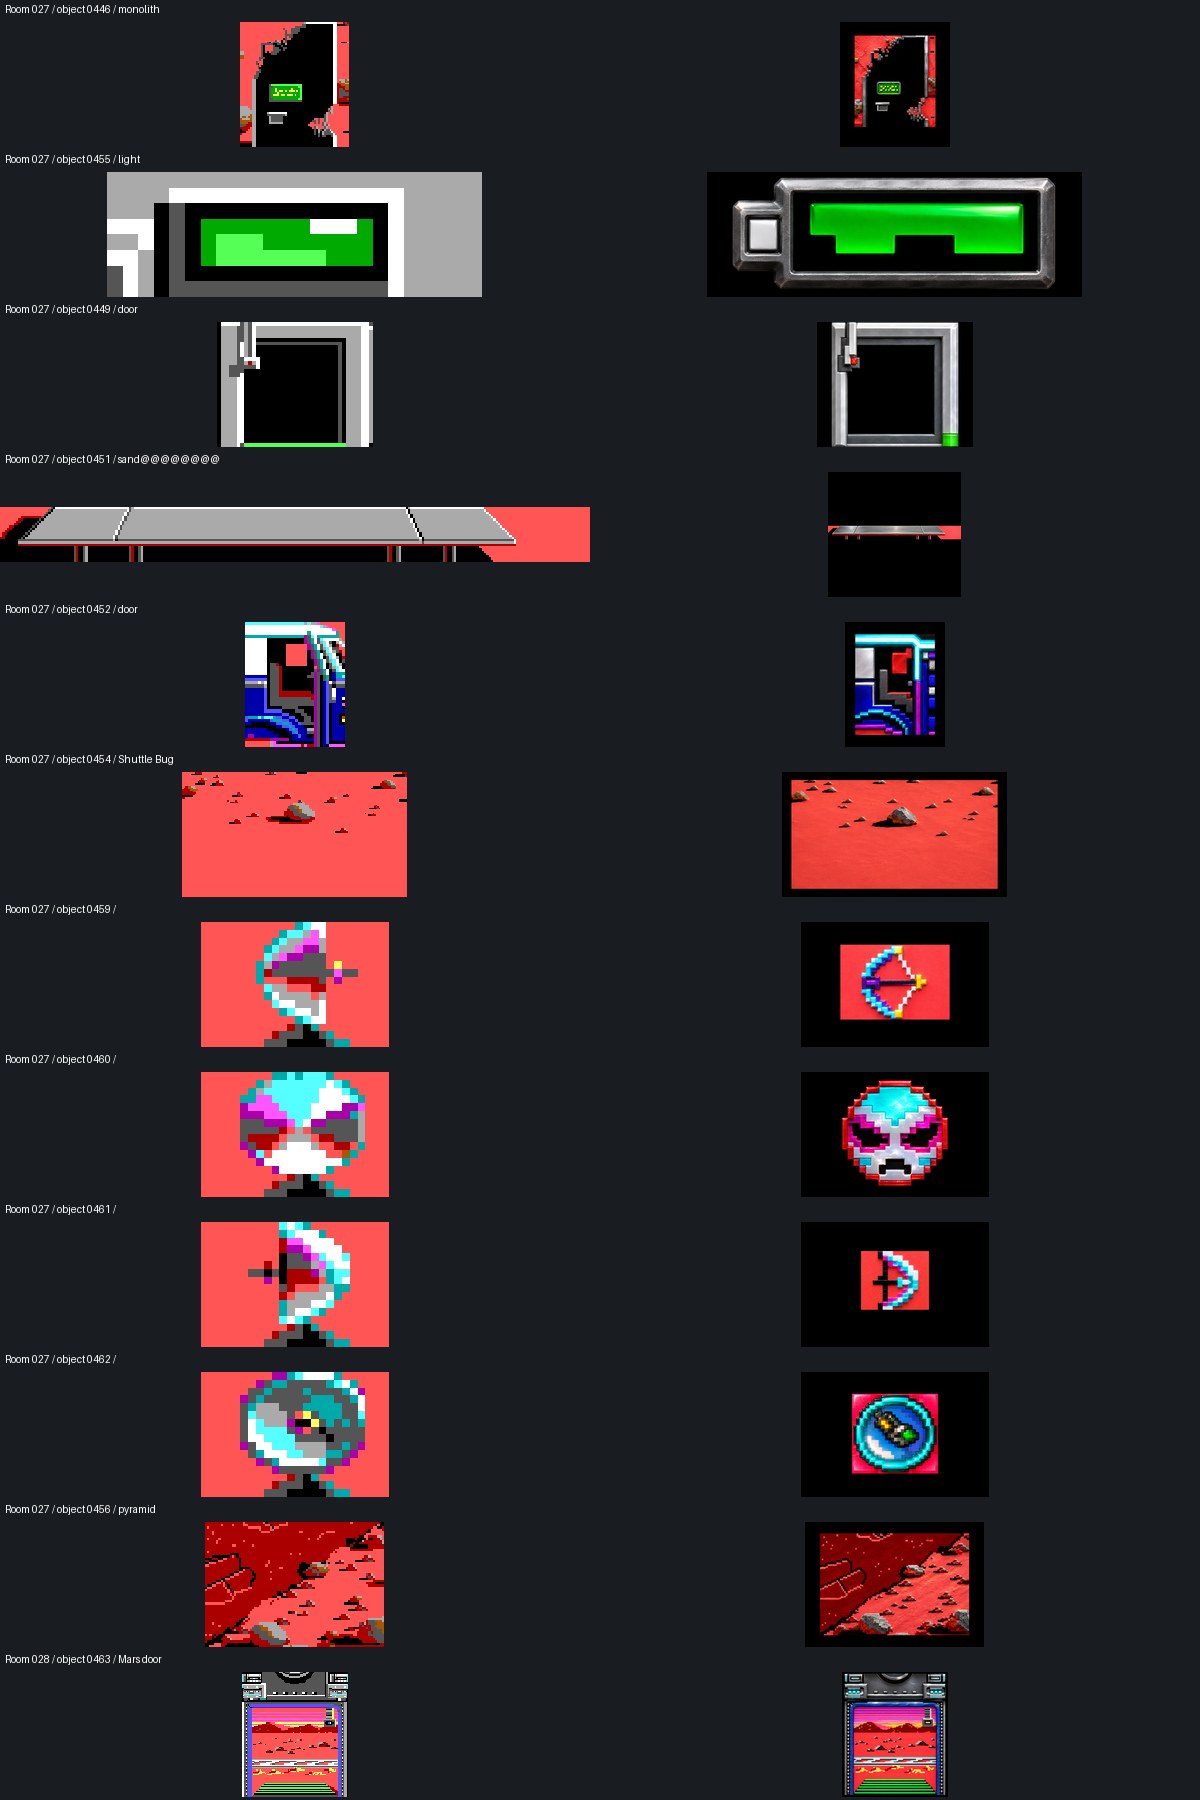 Room 027 / object 0446 / monolith
Room 027 / object 0455 / light
Room 027 / object 0449 / door
Room 027 / object 0451 / sand@@@@@@@@
Room 027 / object 0452 / door
Room 027 / object 0454 / Shuttle Bug
Room 027 / object 0459 /
Room 027 / object 0460 /
Room 027 / object 0461 /
Room 027 / object 0462 /
Room 027 / object 0456 / pyramid
Room 028 / object 0463 / Mars door